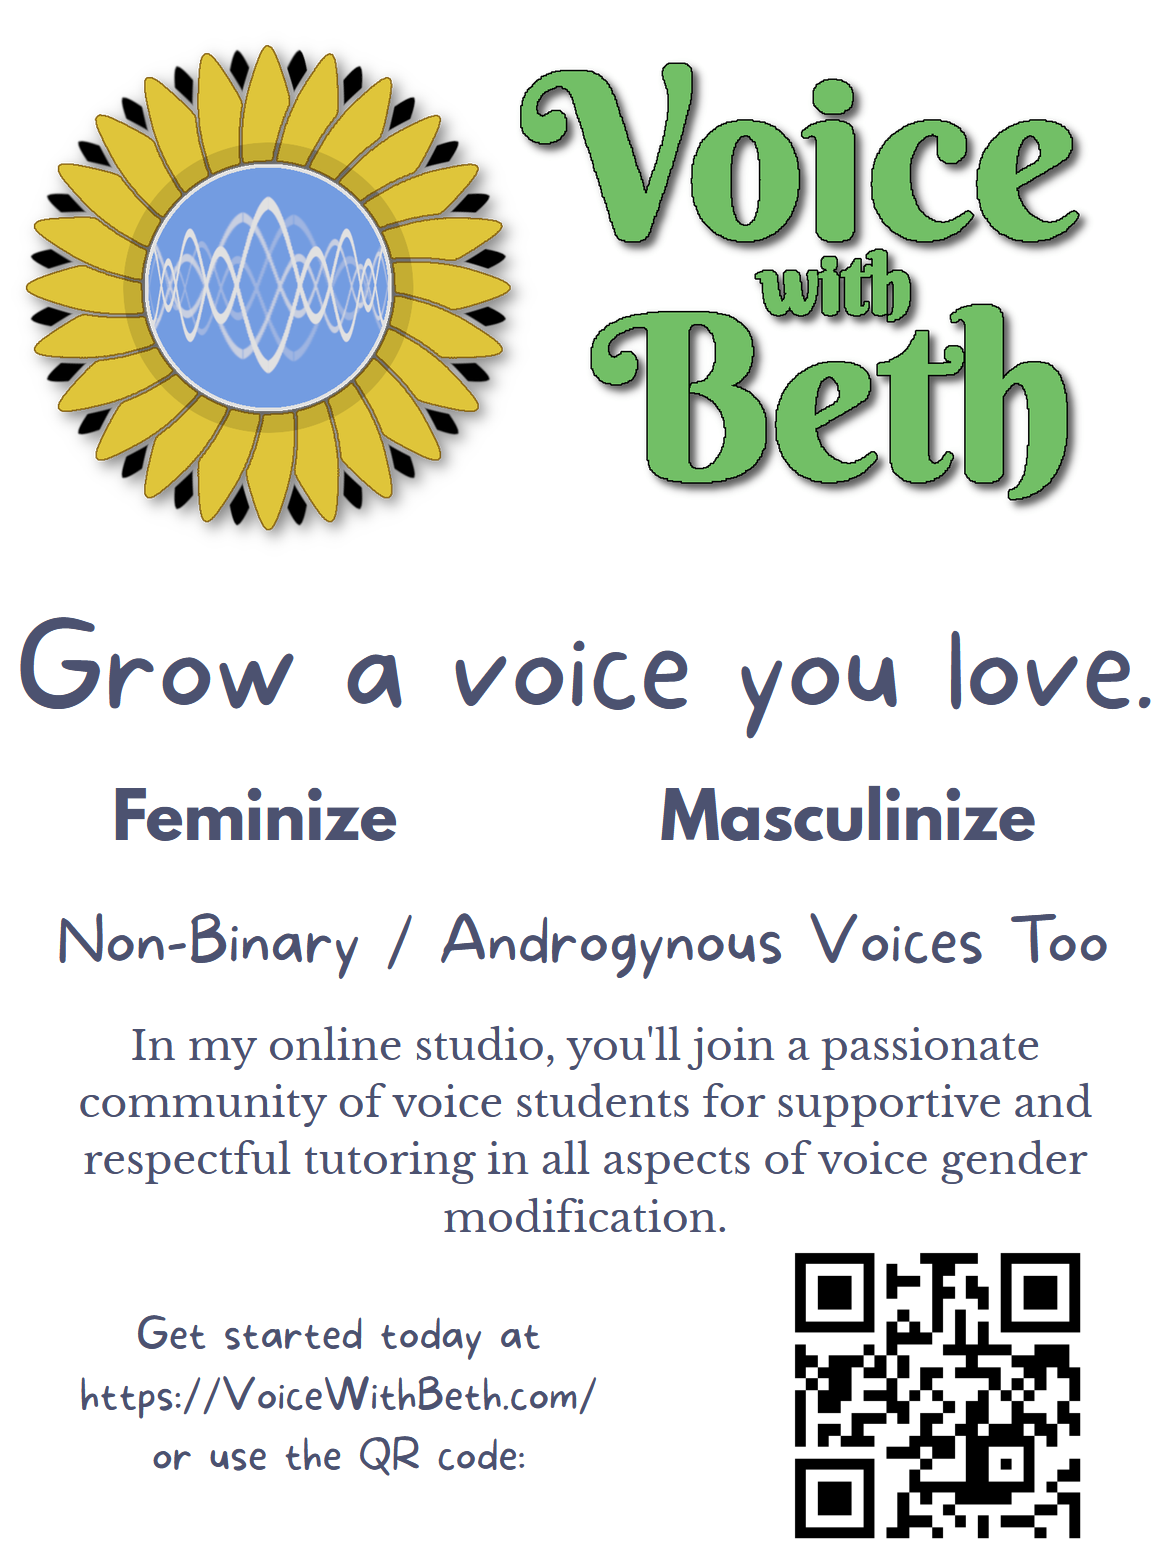 Voice
with
Beth
Grow a voice you love.
Feminize Masculinize
Non-Binary / Androgynous Voices Too
In my online studio, you'll join a passionate
community of voice students for supportive and
respectful tutoring in all aspects of voice gender
modification.
Get started today at
https://VoiceWithBeth.com/
or use the QR code: